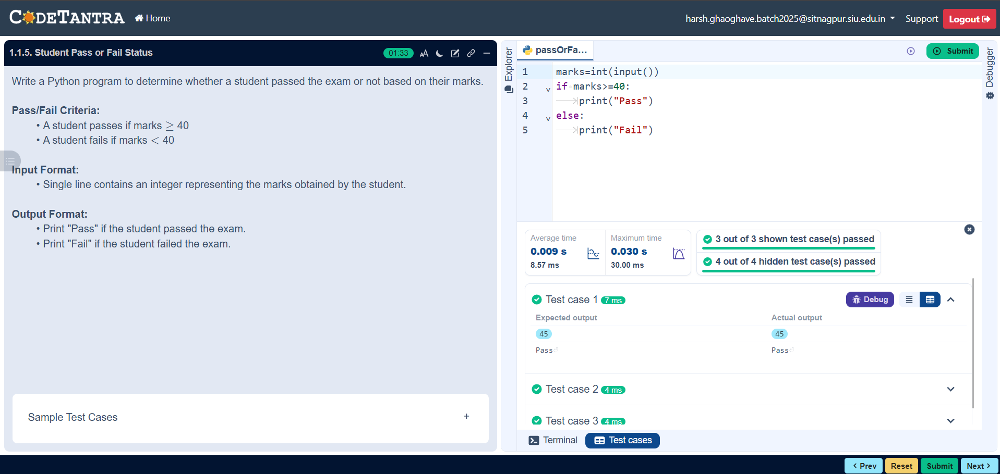 CODETANTRA
Home
harsh.ghaoghave.batch2025@sitnagpur.siu.edu.in
Support
Logout
1.1.5. Student Pass or Fail Status
01:33
Write a Python program to determine whether a student passed the exam or not based on their marks.
Pass/Fail Criteria:
• A student passes if marks ≥ 40
• A student fails if marks < 40
Input Format:
• Single line contains an integer representing the marks obtained by the student.
Output Format:
• Print "Pass" if the student passed the exam.
• Print "Fail" if the student failed the exam.
Sample Test Cases
+
Explorer
passOrFa...
Submit
Debugger
1 marks=int(input())
2 if marks>=40:
3 print("Pass")
4 else:
5 print("Fail")
Average time
0.009 s
8.57 ms
Maximum time
0.030 s
30.00 ms
3 out of 3 shown test case(s) passed
4 out of 4 hidden test case(s) passed
Test case 1 7 ms
Debug
Expected output
Actual output
45
45
Pass
Pass
Test case 2 4 ms
Test case 3 4 ms
Terminal
Test cases
< Prev
Reset
Submit
Next >